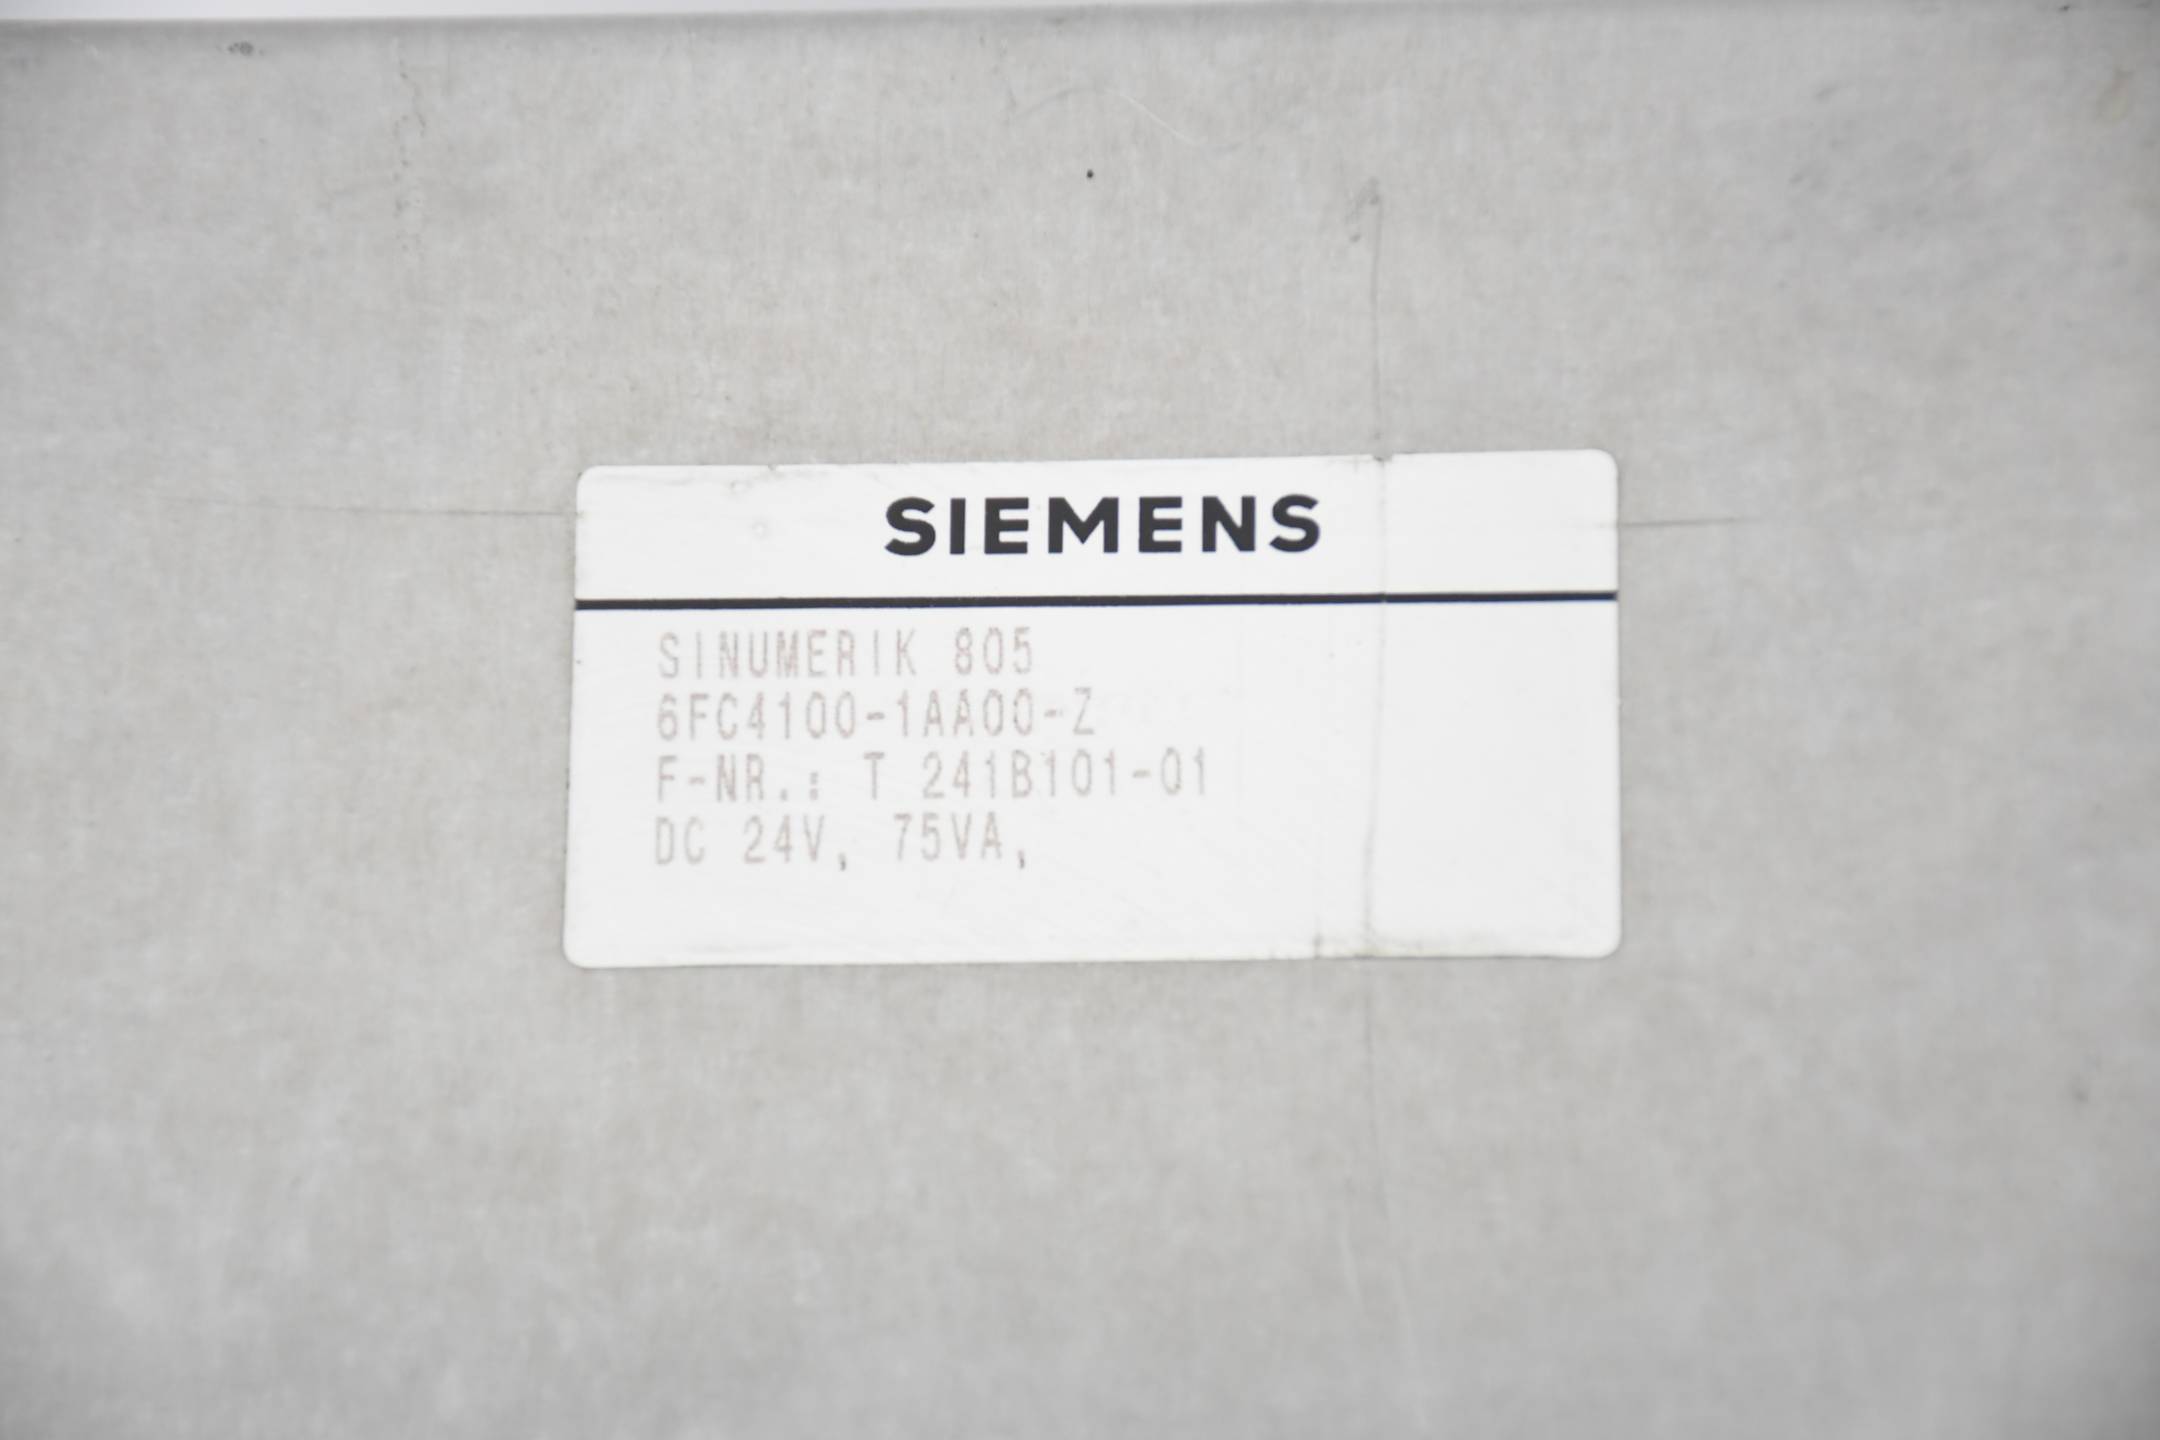 SIEMENS
SINUMERIK 805
6FC4100-1AA00-Z
F-NR.: T 241B101-01
DC 24V, 75VA,